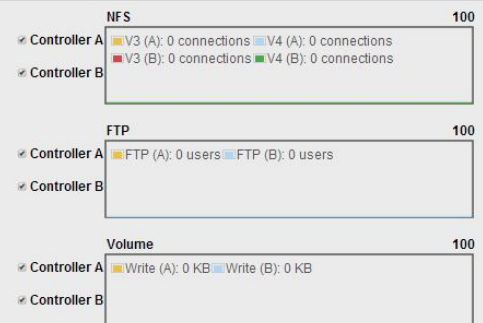 NFS 100
Controller A
V3 (A): 0 connections V4 (A): 0 connections
V3 (B): 0 connections V4 (B): 0 connections
Controller B
FTP 100
Controller A
FTP (A): 0 users FTP (B): 0 users
Controller B
Volume 100
Controller A
Write (A): 0 KB Write (B): 0 KB
Controller B